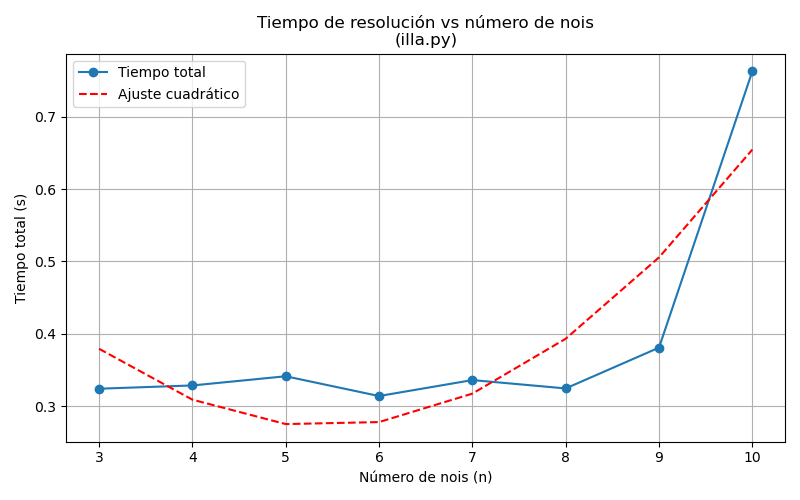 Tiempo de resolución vs número de nois
(illa.py)
Tiempo total
Ajuste cuadrático
Tiempo total (s)
0.7
0.6
0.5
0.4
0.3
3 4 5 6 7 8 9 10
Número de nois (n)